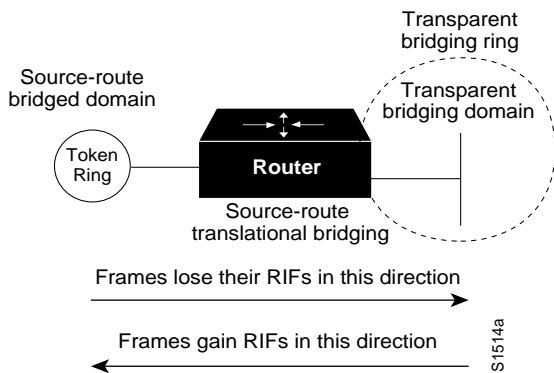 Transparent
bridging ring
Source-route
bridged domain
Transparent
bridging domain
Token
Ring
Router
Source-route
translational bridging
Frames lose their RIFs in this direction
Frames gain RIFs in this direction
S1514a